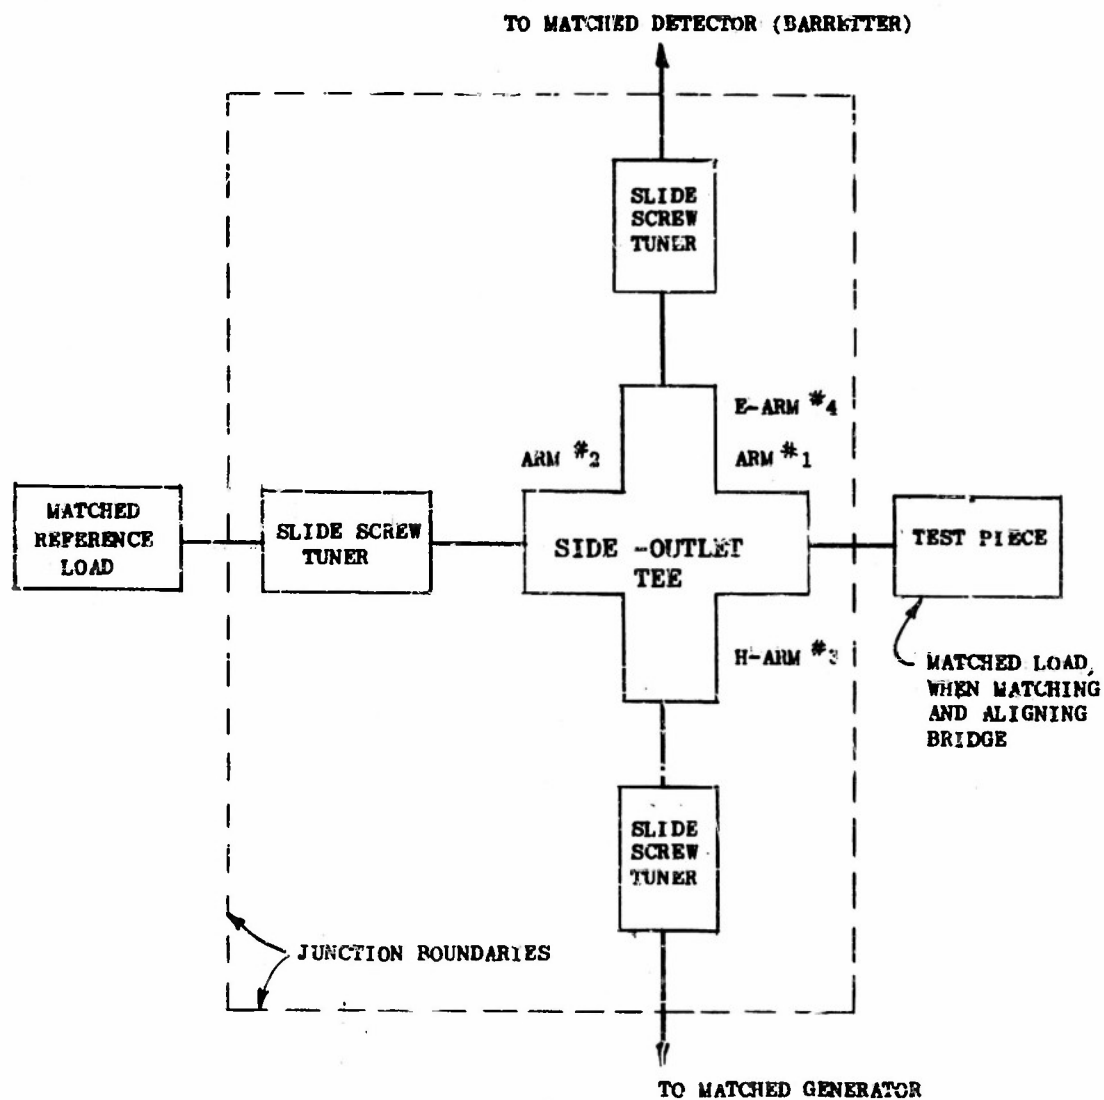 TO MATCHED DETECTOR (BARRETTER)
SLIDE
SCREW
TUNER
E-ARM #4
ARM #2
ARM #1
MATCHED
REFERENCE
LOAD
SLIDE SCREW
TUNER
SIDE -OUTLET
TEE
TEST PIECE
H-ARM #3
MATCHED LOAD,
WHEN MATCHING
AND ALIGNING
BRIDGE
SLIDE
SCREW
TUNER
JUNCTION BOUNDARIES
TO MATCHED GENERATOR